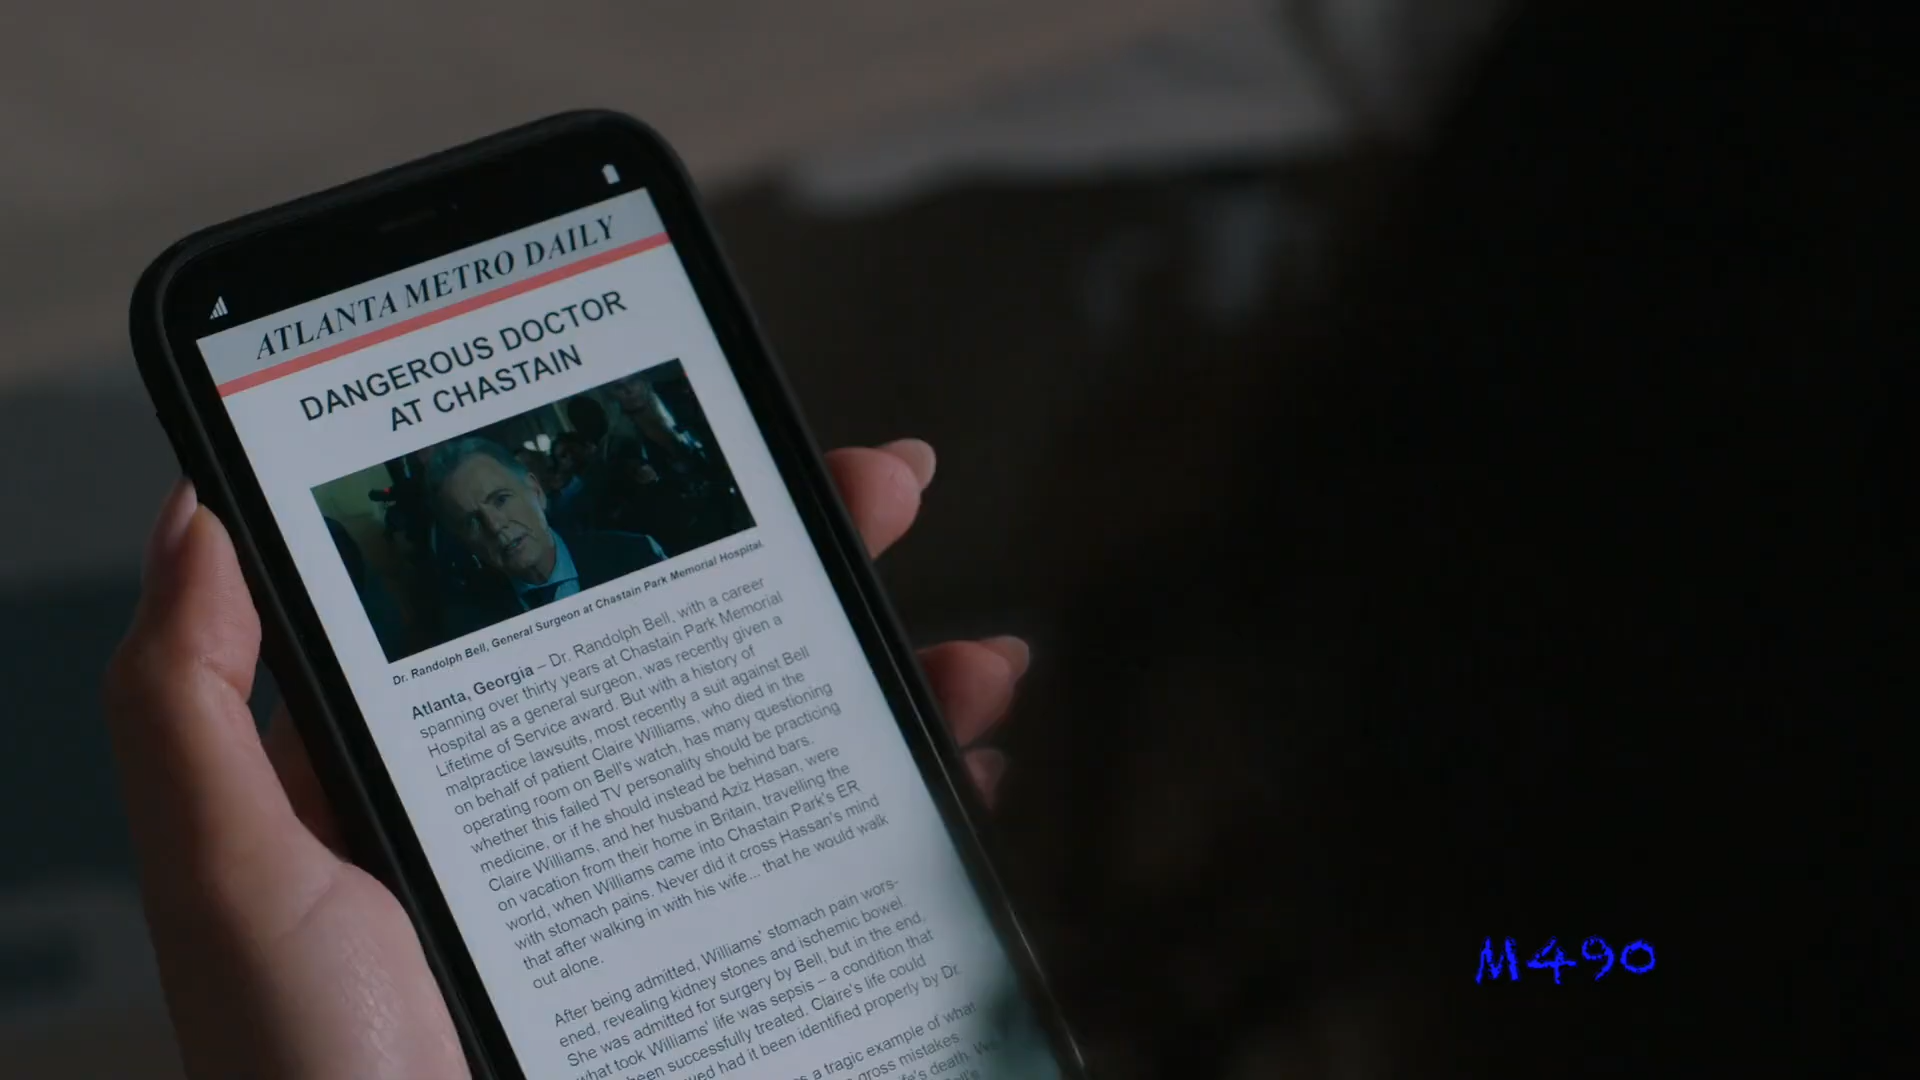 ATLANTA METRO DAILY
DANGEROUS DOCTOR
AT CHASTAIN
Dr. Randolph Bell, General Surgeon at Chastain Park Memorial Hospital.
Atlanta, Georgia – Dr. Randolph Bell, with a career
spanning over thirty years at Chastain Park Memorial
Hospital as a general surgeon, was recently given a
Lifetime of Service award. But with a history of
malpractice lawsuits, most recently a suit against Bell
on behalf of patient Claire Williams, who died in the
operating room on Bell's watch, has many questioning
whether this failed TV personality should be practicing
medicine, or if he should instead be behind bars.
Claire Williams, and her husband Aziz Hasan, were
on vacation from their home in Britain, travelling the
world, when Williams came into Chastain Park's ER
with stomach pains. Never did it cross Hassan's mind
that after walking in with his wife... that he would walk
out alone.
After being admitted, Williams' stomach pain wors-
ened, revealing kidney stones and ischemic bowel.
She was admitted for surgery by Bell, but in the end,
what took Williams' life was sepsis – a condition that
been successfully treated. Claire's life could
had it been identified properly by Dr.
a tragic example of what
gross mistakes
death.
M490